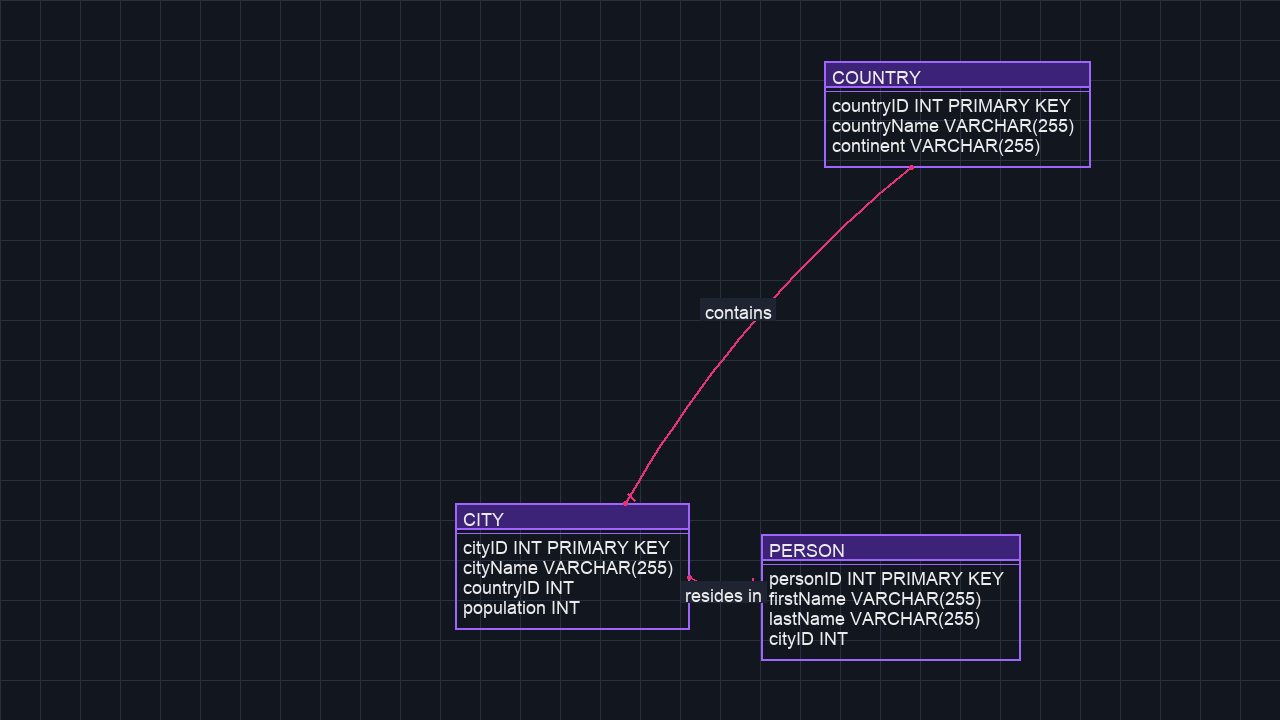 COUNTRY
countryID INT PRIMARY KEY
countryName VARCHAR(255)
continent VARCHAR(255)
contains
CITY
cityID INT PRIMARY KEY
cityName VARCHAR(255)
countryID INT
population INT
resides in
PERSON
personID INT PRIMARY KEY
firstName VARCHAR(255)
lastName VARCHAR(255)
cityID INT